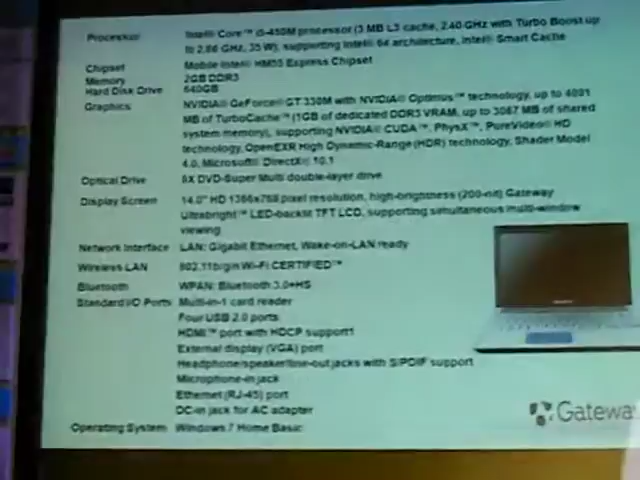 Processor Intel® Core™ i5-450M processor (3 MB L3 cache, 2.40 GHz with Turbo Boost up
to 2.66 GHz, 35 W), supporting Intel® 64 architecture, Intel® Smart Cache
Chipset Mobile Intel® HM55 Express Chipset
Memory 2GB DDR3
Hard Disk Drive 640GB
Graphics NVIDIA® GeForce® GT 330M with NVIDIA® Optimus™ technology, up to 4091
MB of TurboCache™ (1GB of dedicated DDR3 VRAM, up to 3067 MB of shared
system memory), supporting NVIDIA® CUDA™, PhysX™, PureVideo® HD
technology, OpenEXR High Dynamic-Range (HDR) technology, Shader Model
4.0, Microsoft® DirectX® 10.1
Optical Drive 8X DVD-Super Multi double-layer drive
Display Screen 14.0" HD 1366x768 pixel resolution, high-brightness (200-nit) Gateway
Ultrabright™ LED-backlit TFT LCD, supporting simultaneous multi-window
viewing
Network Interface LAN: Gigabit Ethernet, Wake-on-LAN ready
Wireless LAN 802.11b/g/n Wi-Fi CERTIFIED™
Bluetooth WPAN: Bluetooth 3.0+HS
Standard I/O Ports Multi-in-1 card reader
Four USB 2.0 ports
HDMI™ port with HDCP support1
External display (VGA) port
Headphone/speaker/line-out jacks with S/PDIF support
Microphone-in jack
Ethernet (RJ-45) port
DC-in jack for AC adapter
Operating System Windows 7 Home Basic
Gatewa